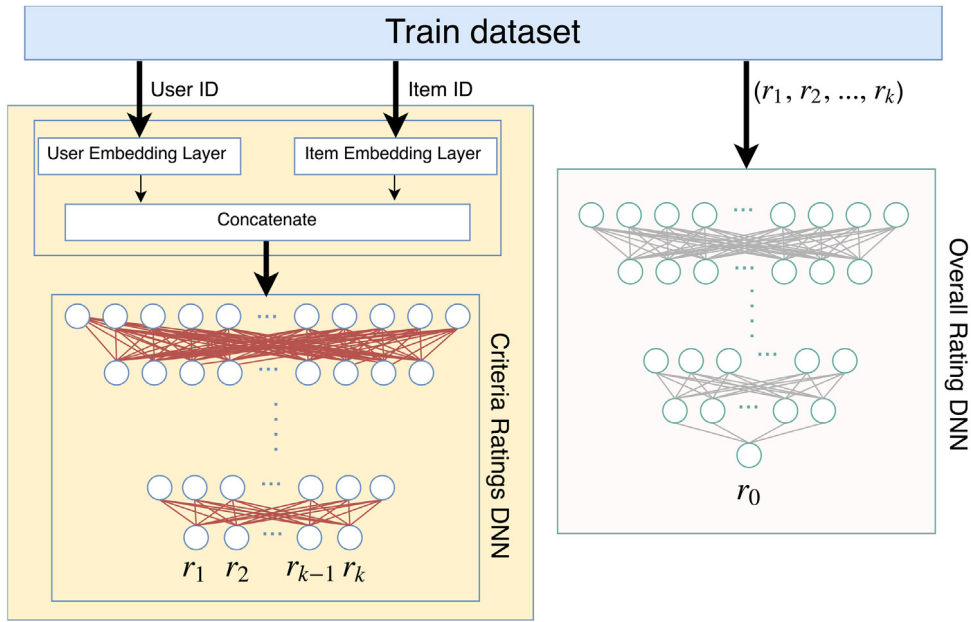 Train dataset
User ID
Item ID
(r₁, r₂, ..., rₖ)
User Embedding Layer
Item Embedding Layer
Concatenate
...
...
...
...
...
...
...
...
Criteria Ratings DNN
Overall Rating DNN
r₁ r₂ rₖ₋₁ rₖ
r₀